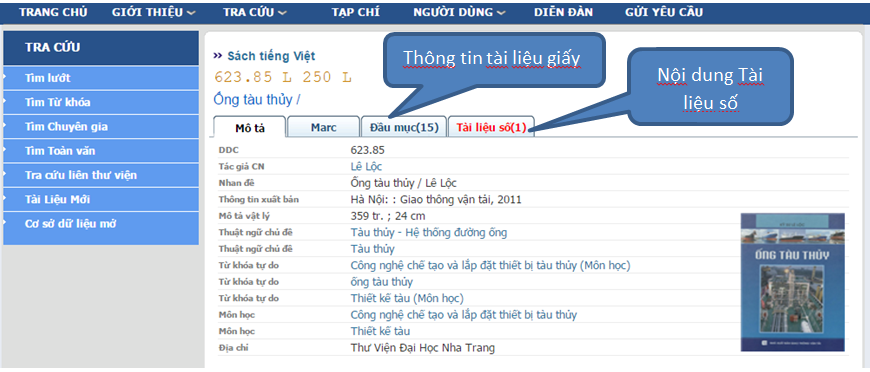 TRANG CHỦ GIỚI THIỆU TRA CỨU TẠP CHÍ NGƯỜI DÙNG DIỄN ĐÀN GỬI YÊU CẦU
TRA CỨU
Tìm lướt
Tìm Từ khóa
Tìm Chuyên gia
Tìm Toàn văn
Tra cứu liên thư viện
Tài Liệu Mới
Cơ sở dữ liệu mở
›› Sách tiếng Việt
623.85 L 250 L
Ống tàu thủy /
Thông tin tài liệu giấy
Nội dung Tài
liệu số
Mô tả Marc Đầu mục(15) Tài liệu số(1)
DDC 623.85
Tác giả CN Lê Lộc
Nhan đề Ống tàu thủy / Lê Lộc
Thông tin xuất bản Hà Nội: : Giao thông vận tải, 2011
Mô tả vật lý 359 tr. ; 24 cm
Thuật ngữ chủ đề Tàu thủy - Hệ thống đường ống
Thuật ngữ chủ đề Tàu thủy
Từ khóa tự do Công nghệ chế tạo và lắp đặt thiết bị tàu thủy (Môn học)
Từ khóa tự do ống tàu thủy
Từ khóa tự do Thiết kế tàu (Môn học)
Môn học Công nghệ chế tạo và lắp đặt thiết bị tàu thủy
Môn học Thiết kế tàu
Địa chỉ Thư Viện Đại Học Nha Trang
ỐNG TÀU THỦY